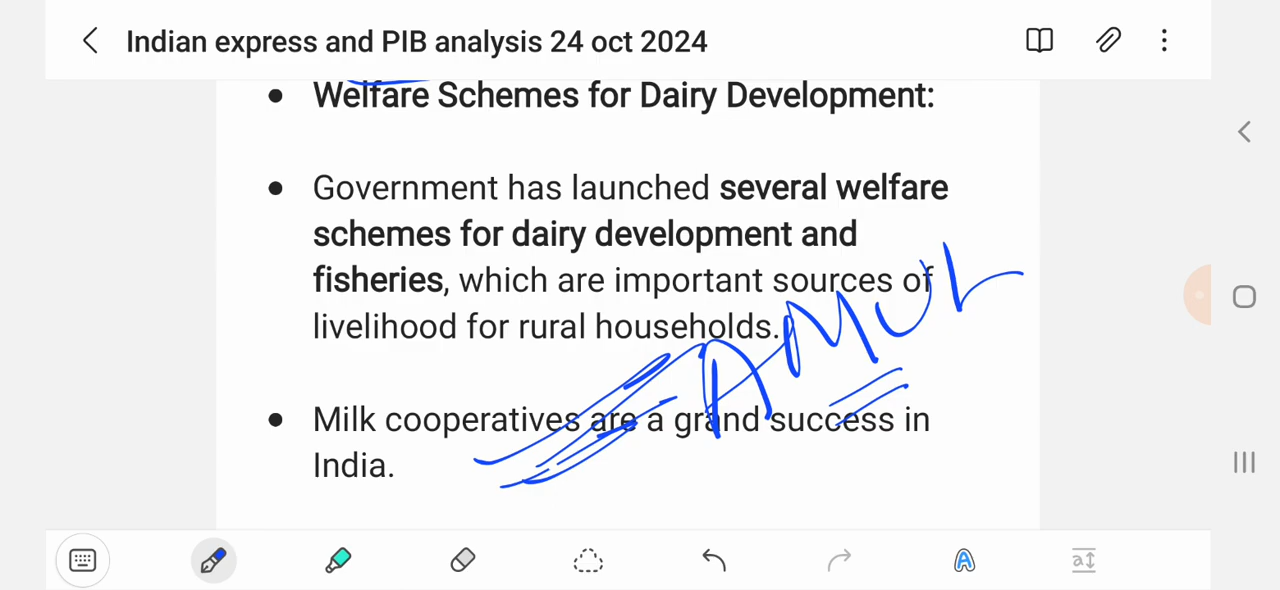 Indian express and PIB analysis 24 oct 2024
• Welfare Schemes for Dairy Development:
• Government has launched several welfare
schemes for dairy development and
fisheries, which are important sources of
livelihood for rural households.
AMUL
• Milk cooperatives are a grand success in
India.